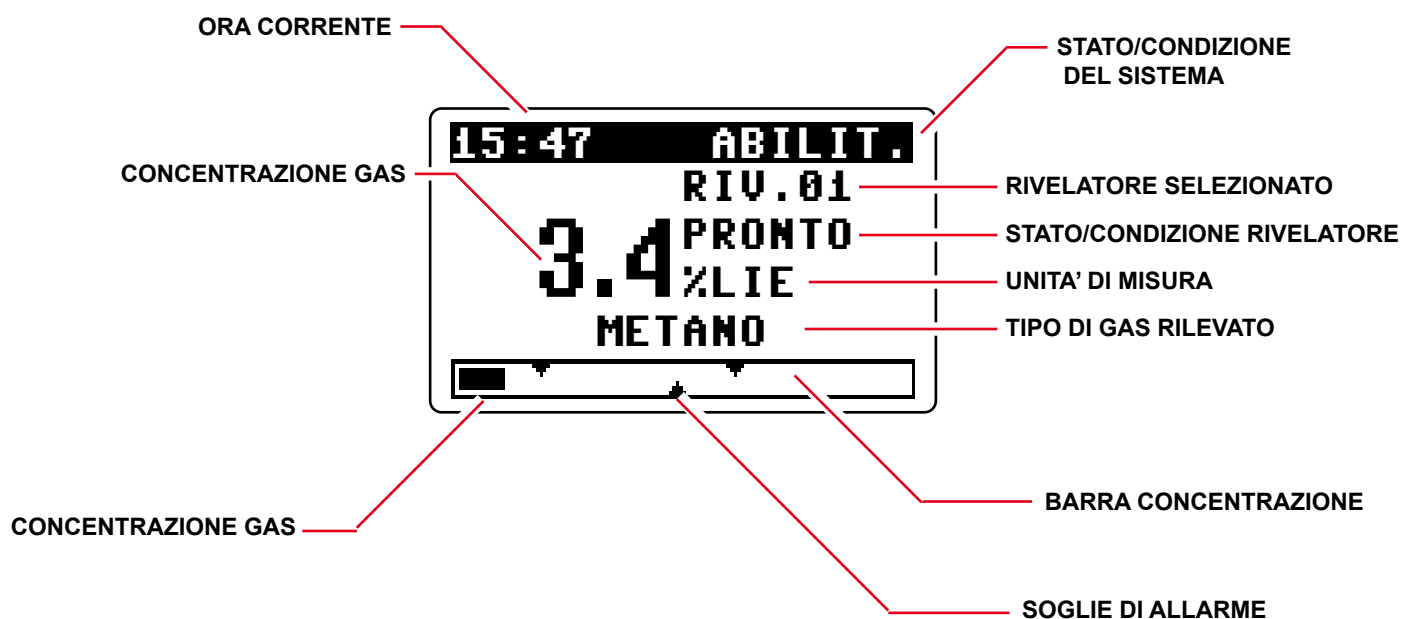 ORA CORRENTE
STATO/CONDIZIONE
DEL SISTEMA
15:47 ABILIT.
CONCENTRAZIONE GAS
RIV.01
RIVELATORE SELEZIONATO
3.4
PRONTO
STATO/CONDIZIONE RIVELATORE
%LIE
UNITA’ DI MISURA
METANO
TIPO DI GAS RILEVATO
BARRA CONCENTRAZIONE
CONCENTRAZIONE GAS
SOGLIE DI ALLARME